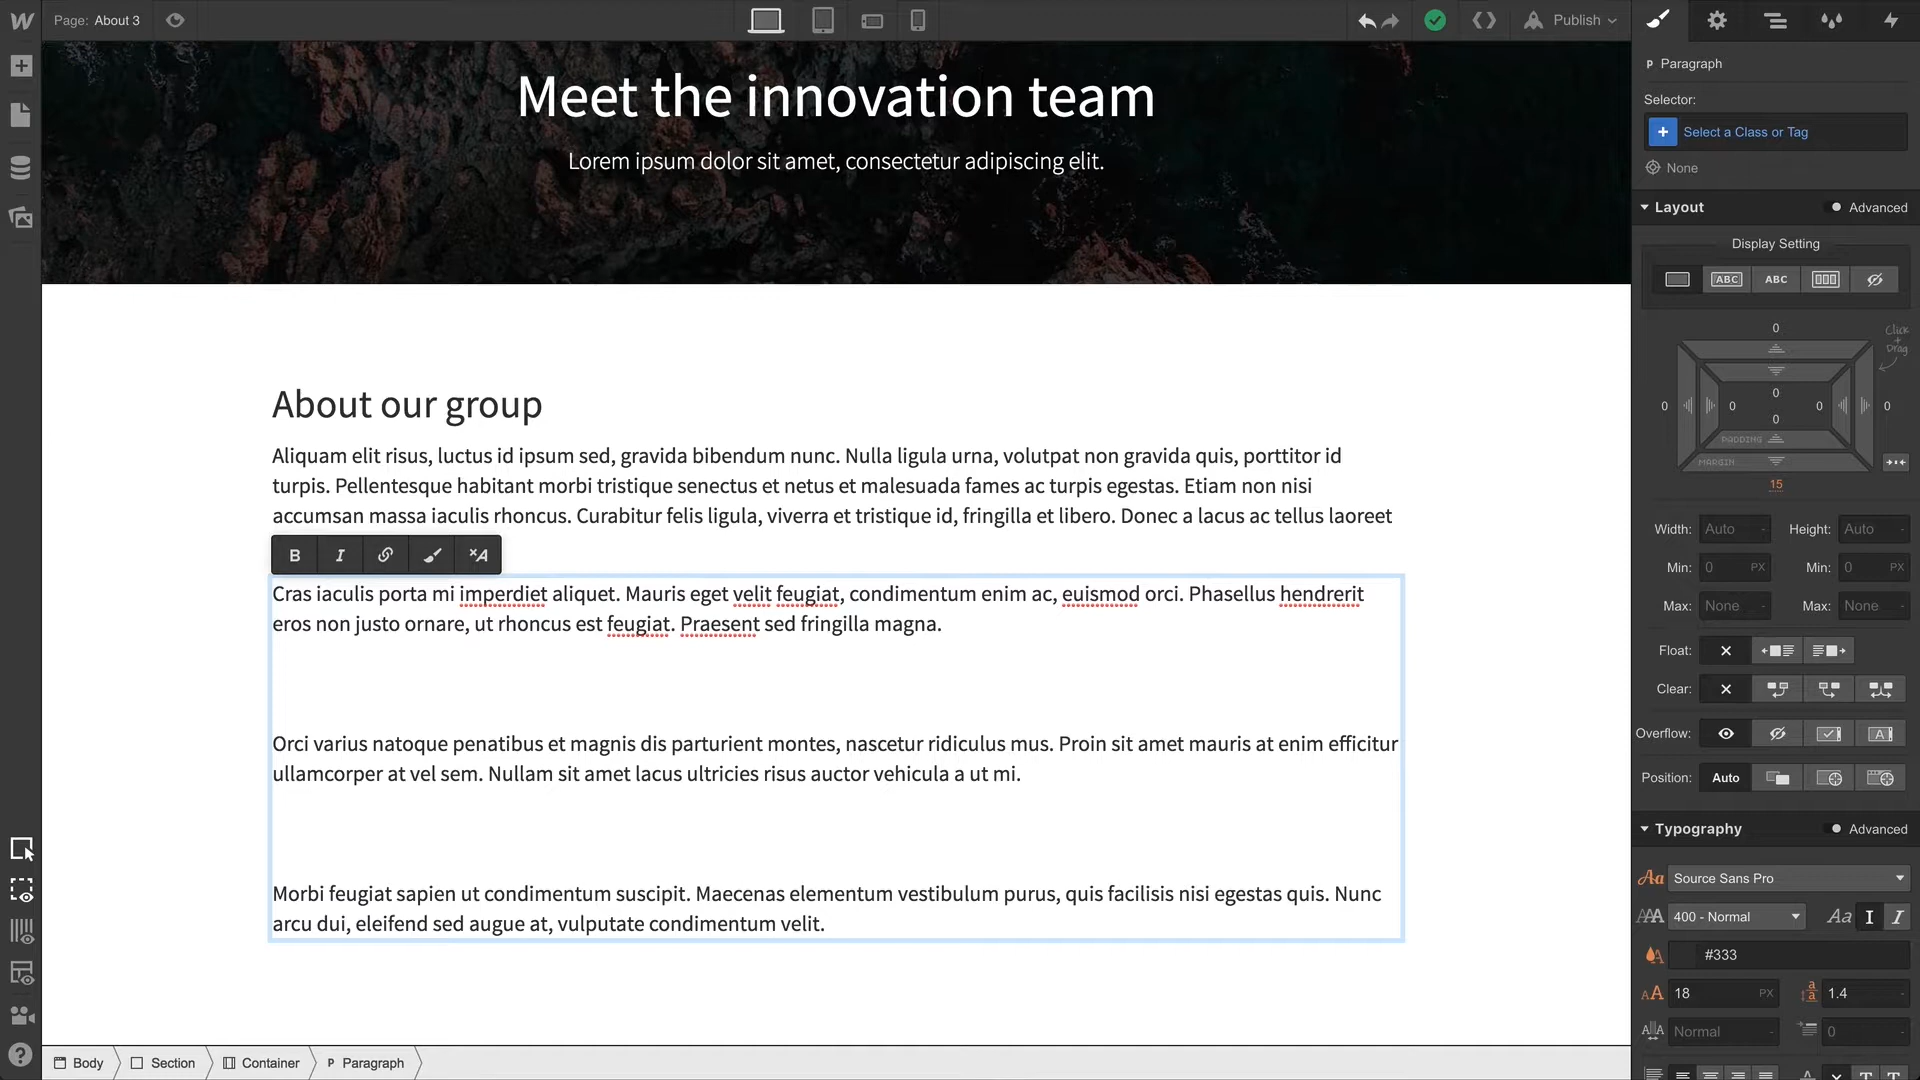 Page: About 3
Publish
Meet the innovation team
Lorem ipsum dolor sit amet, consectetur adipiscing elit.
About our group
Aliquam elit risus, luctus id ipsum sed, gravida bibendum nunc. Nulla ligula urna, volutpat non gravida quis, porttitor id
turpis. Pellentesque habitant morbi tristique senectus et netus et malesuada fames ac turpis egestas. Etiam non nisi
accumsan massa iaculis rhoncus. Curabitur felis ligula, viverra et tristique id, fringilla et libero. Donec a lacus ac tellus laoreet
B I
Cras iaculis porta mi imperdiet aliquet. Mauris eget velit feugiat, condimentum enim ac, euismod orci. Phasellus hendrerit
eros non justo ornare, ut rhoncus est feugiat. Praesent sed fringilla magna.
Orci varius natoque penatibus et magnis dis parturient montes, nascetur ridiculus mus. Proin sit amet mauris at enim efficitur
ullamcorper at vel sem. Nullam sit amet lacus ultricies risus auctor vehicula a ut mi.
Morbi feugiat sapien ut condimentum suscipit. Maecenas elementum vestibulum purus, quis facilisis nisi egestas quis. Nunc
arcu dui, eleifend sed augue at, vulputate condimentum velit.
Body Section Container P Paragraph
P Paragraph
Selector:
+ Select a Class or Tag
None
Layout Advanced
Display Setting
ABC ABC
0
Click
+
Drag
0
0 0 0 0
0
PADDING
MARGIN
15
Width: Auto - Height: Auto -
Min: 0 PX Min: 0 PX
Max: None - Max: None -
Float:
Clear:
Overflow:
Position: Auto
Typography Advanced
Aa Source Sans Pro
AAA 400 - Normal Aa I I
A #333
AA 18 PX a a 1.4 -
A A Normal - 0 -